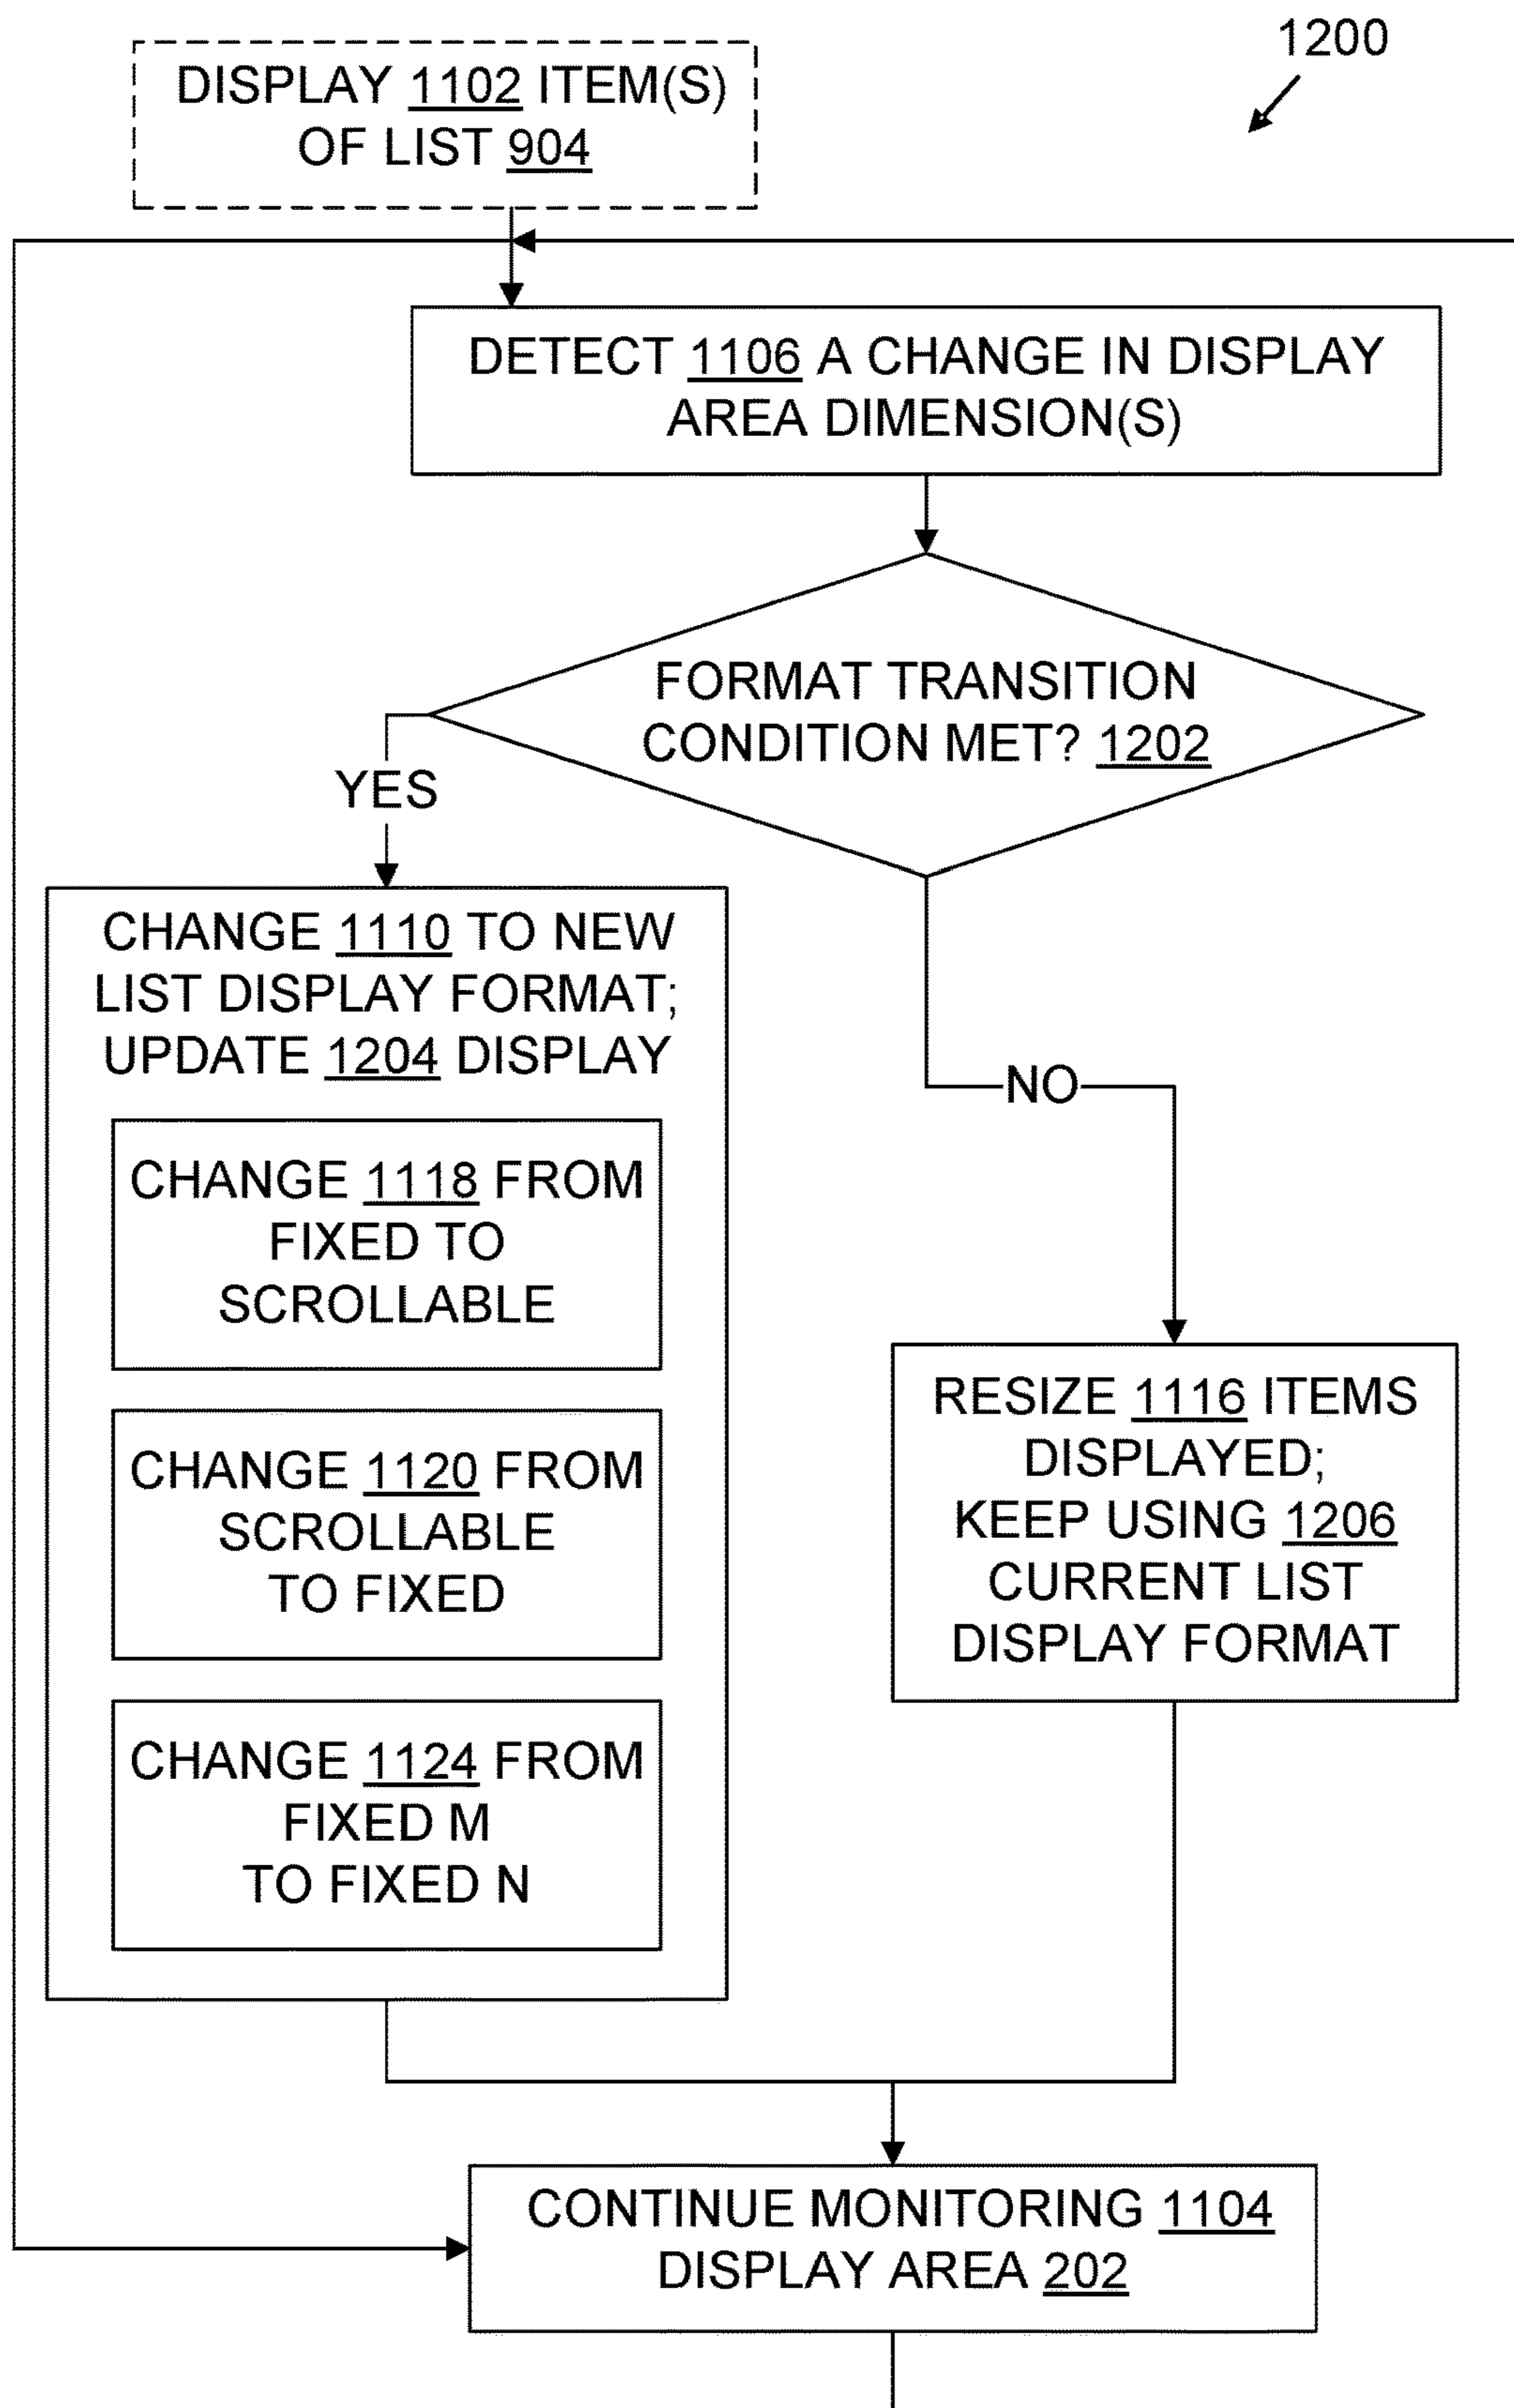 1200
DISPLAY 1102 ITEM(S)
OF LIST 904
DETECT 1106 A CHANGE IN DISPLAY
AREA DIMENSION(S)
FORMAT TRANSITION
CONDITION MET? 1202
YES
CHANGE 1110 TO NEW
LIST DISPLAY FORMAT;
UPDATE 1204 DISPLAY
CHANGE 1118 FROM
FIXED TO
SCROLLABLE
CHANGE 1120 FROM
SCROLLABLE
TO FIXED
CHANGE 1124 FROM
FIXED M
TO FIXED N
NO
RESIZE 1116 ITEMS
DISPLAYED;
KEEP USING 1206
CURRENT LIST
DISPLAY FORMAT
CONTINUE MONITORING 1104
DISPLAY AREA 202